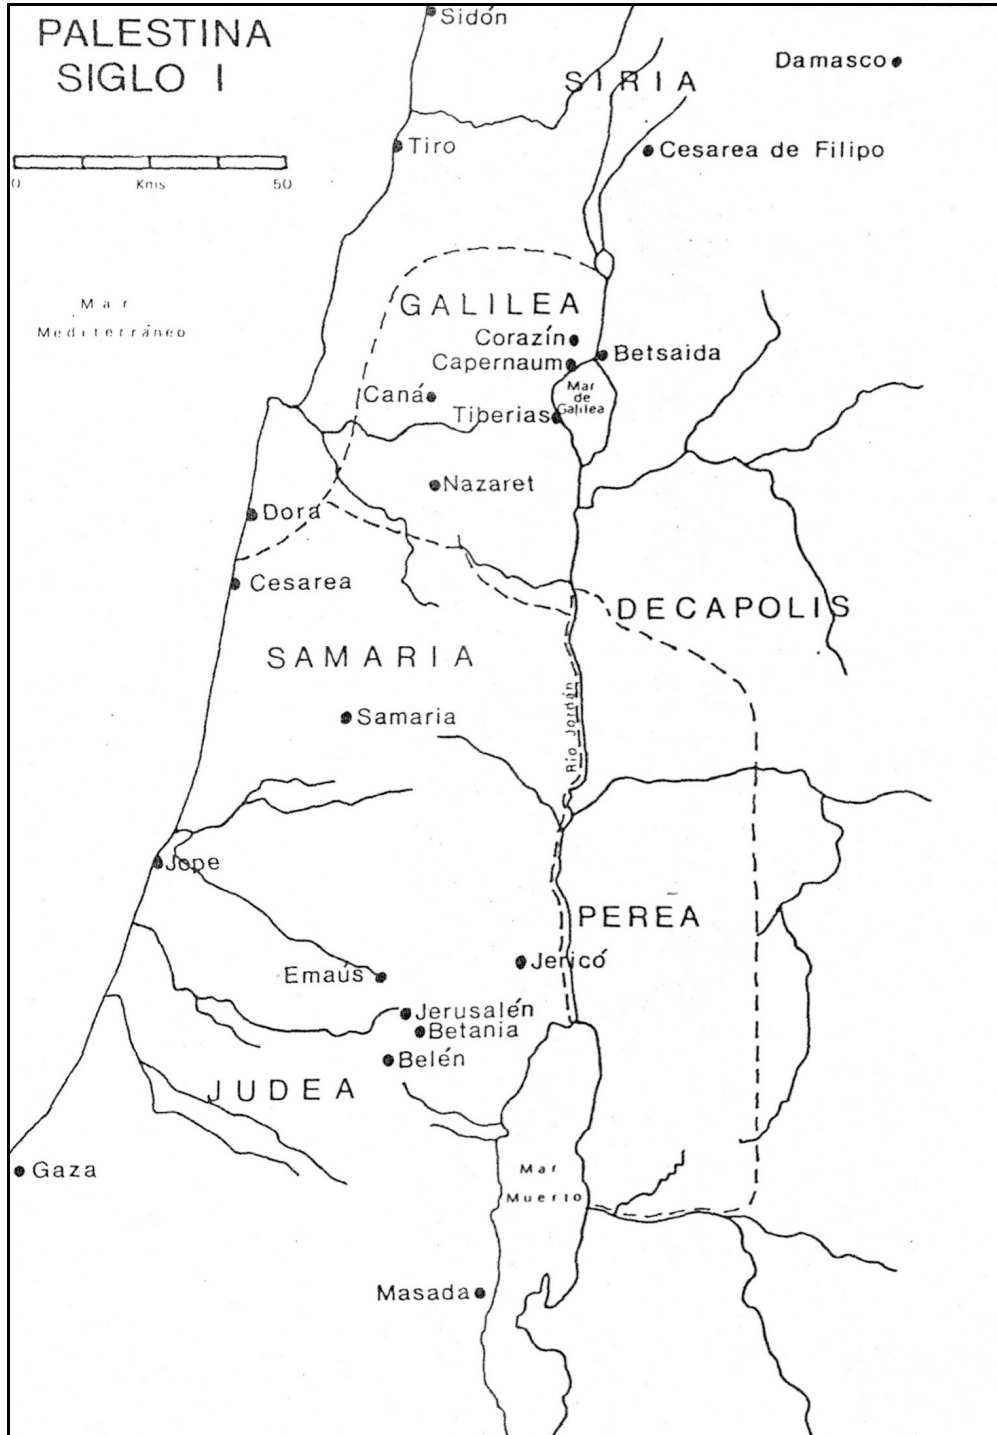 PALESTINA
SIGLO I
0 Kms 50
Sidón
SIRIA
Damasco
Tiro
Cesarea de Filipo
Mar
Mediterráneo
GALILEA
Corazín
Capernaum
Betsaida
Caná
Mar
de
Galilea
Tiberias
Nazaret
Dora
Cesarea
DECAPOLIS
SAMARIA
Samaria
Río Jordán
Jope
PEREA
Emaús
Jericó
Jerusalén
Betania
Belén
JUDEA
Gaza
Mar
Muerto
Masada